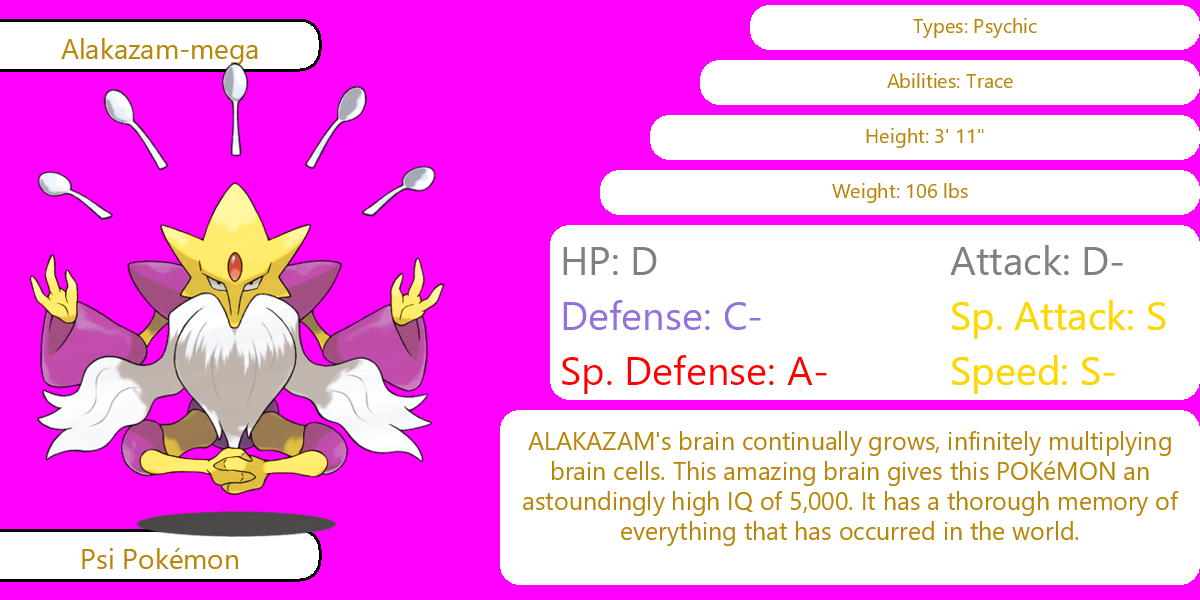 Alakazam-mega
Types: Psychic
Abilities: Trace
Height: 3' 11"
Weight: 106 lbs
HP: D
Attack: D-
Defense: C-
Sp. Attack: S
Sp. Defense: A-
Speed: S-
ALAKAZAM's brain continually grows, infinitely multiplying
brain cells. This amazing brain gives this POKéMON an
astoundingly high IQ of 5,000. It has a thorough memory of
everything that has occurred in the world.
Psi Pokémon